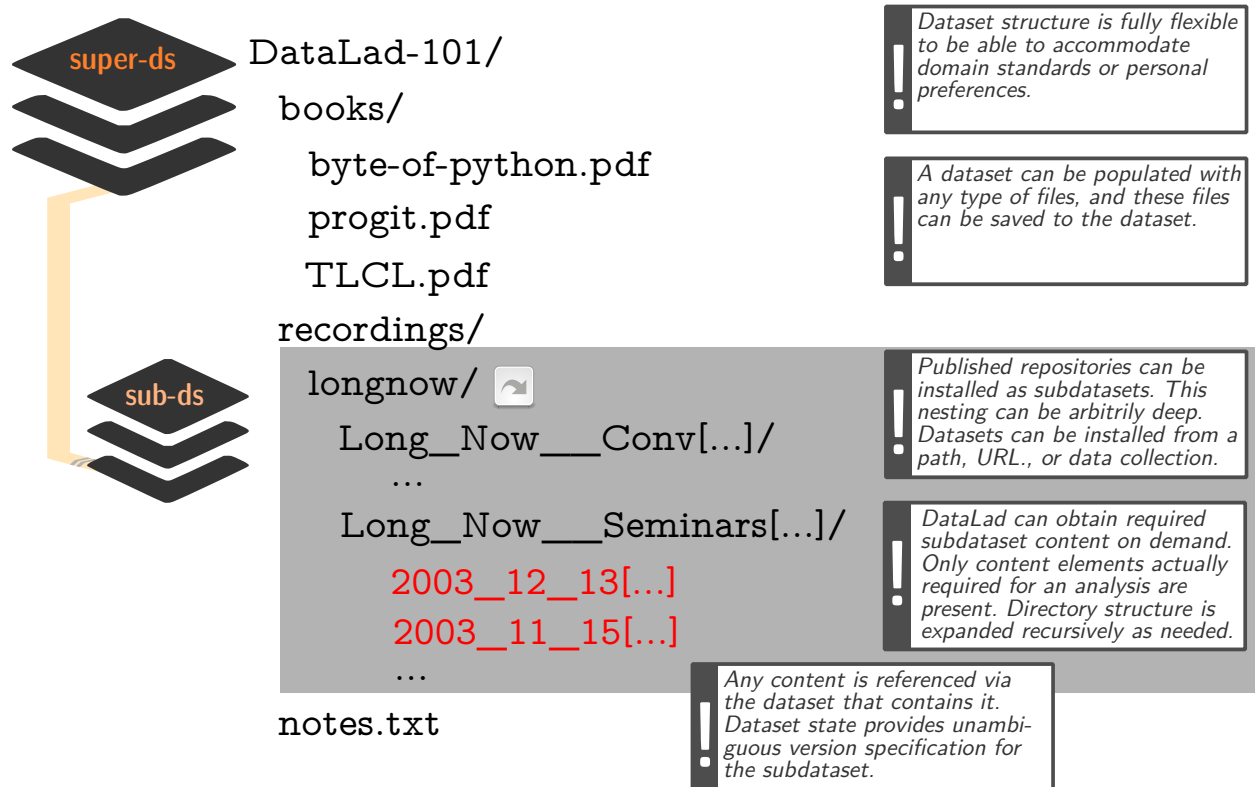 super-ds
DataLad-101/
books/
byte-of-python.pdf
progit.pdf
TLCL.pdf
recordings/
sub-ds
longnow/
Long__Now___Conv[...]/
...
Long__Now___Seminars[...]/
2003__12__13[...]
2003__11__15[...]
...
notes.txt
!
Dataset structure is fully flexible
to be able to accommodate
domain standards or personal
preferences.
!
A dataset can be populated with
any type of files, and these files
can be saved to the dataset.
!
Published repositories can be
installed as subdatasets. This
nesting can be arbitrily deep.
Datasets can be installed from a
path, URL., or data collection.
!
DataLad can obtain required
subdataset content on demand.
Only content elements actually
required for an analysis are
present. Directory structure is
expanded recursively as needed.
!
Any content is referenced via
the dataset that contains it.
Dataset state provides unambi-
guous version specification for
the subdataset.